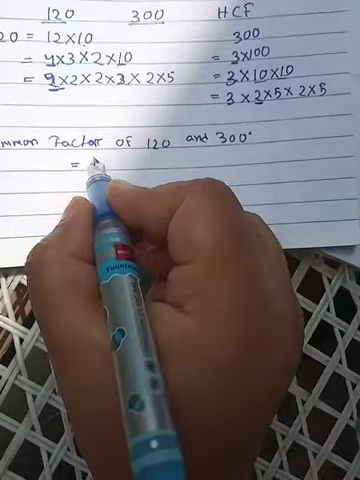 120 300 HCF
20 = 12×10 300
= 4×3×2×10 = 3×100
= 2×2×2×3×2×5 = 3×10×10
= 3×2×5×2×5
mmon Factor OF 120 and 300.
=
Fountain